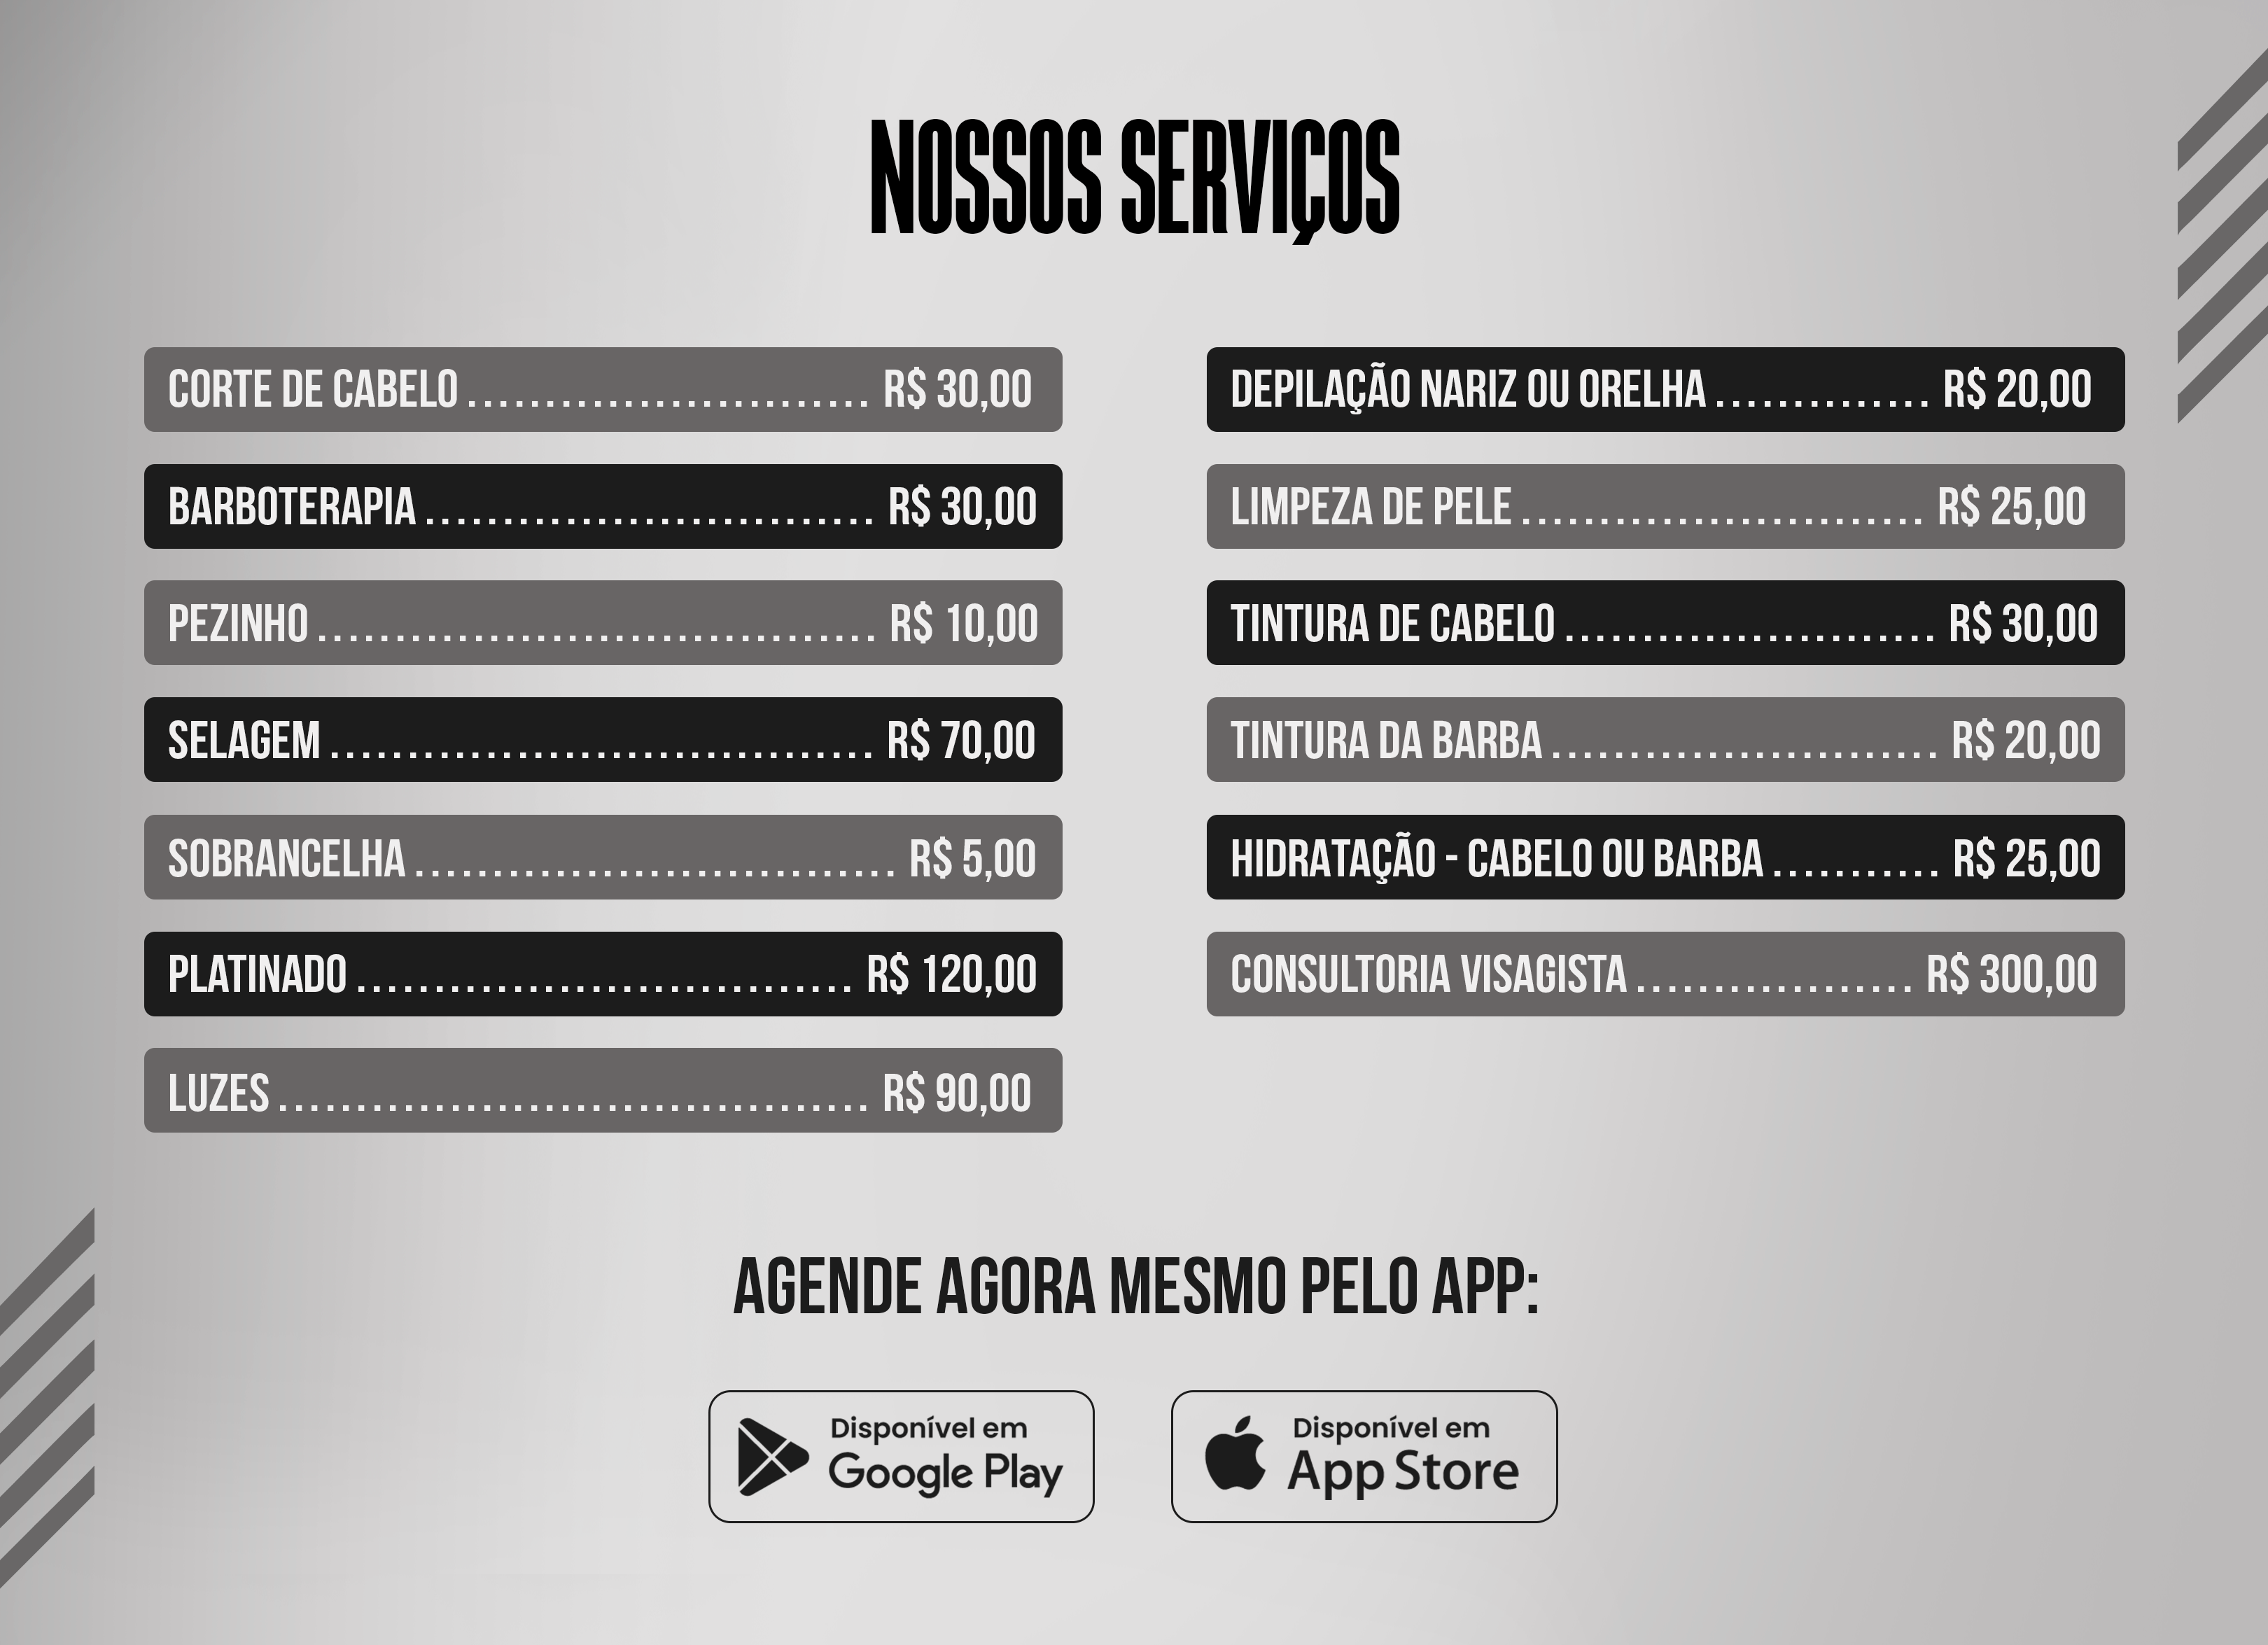 NOSSOS SERVIÇOS
CORTE DE CABELO ......................... R$ 30,00
BARBOTERAPIA ............................ R$ 30,00
PEZINHO ................................... R$ 10,00
SELAGEM .................................. R$ 70,00
SOBRANCELHA .............................. R$ 5,00
PLATINADO ............................... R$ 120,00
LUZES ..................................... R$ 90,00
DEPILAÇÃO NARIZ OU ORELHA .............. R$ 20,00
LIMPEZA DE PELE ......................... R$ 25,00
TINTURA DE CABELO ....................... R$ 30,00
TINTURA DA BARBA ........................ R$ 20,00
HIDRATAÇÃO - CABELO OU BARBA ........... R$ 25,00
CONSULTORIA VISAGISTA .................. R$ 300,00
AGENDE AGORA MESMO PELO APP:
Disponível em
Google Play
Disponível em
App Store